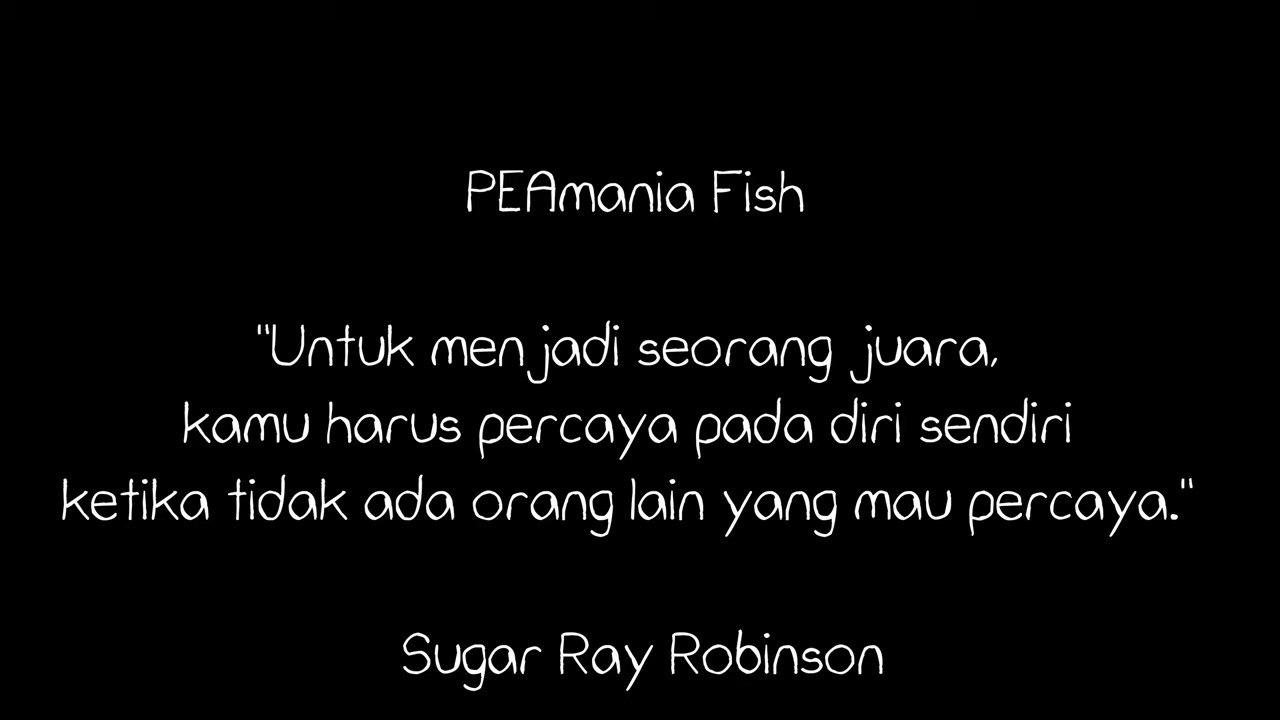 PEAmania Fish
"Untuk menjadi seorang juara,
kamu harus percaya pada diri sendiri
ketika tidak ada orang lain yang mau percaya."
Sugar Ray Robinson